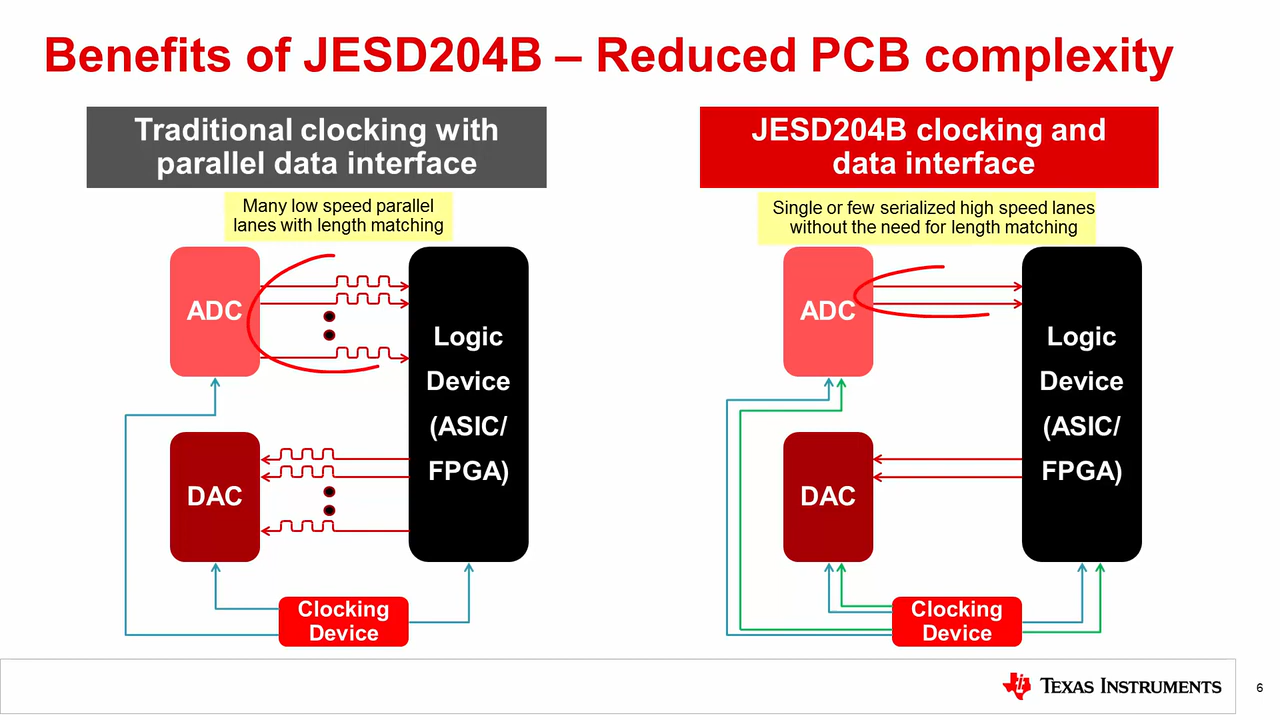 Benefits of JESD204B – Reduced PCB complexity
Traditional clocking with
parallel data interface
Many low speed parallel
lanes with length matching
ADC
Logic
Device
(ASIC/
FPGA)
DAC
Clocking
Device
JESD204B clocking and
data interface
Single or few serialized high speed lanes
without the need for length matching
ADC
Logic
Device
(ASIC/
FPGA)
DAC
Clocking
Device
TEXAS INSTRUMENTS
6